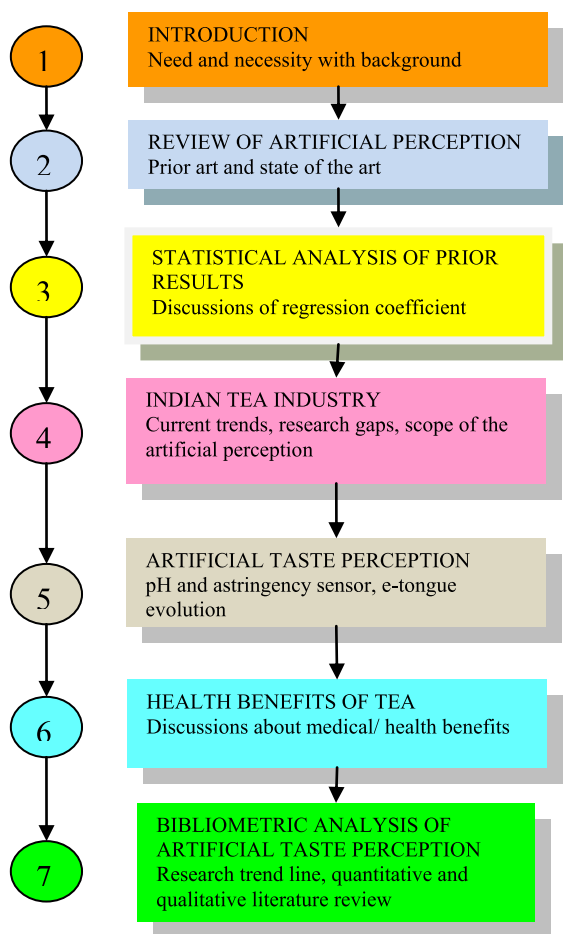 1
INTRODUCTION
Need and necessity with background
2
REVIEW OF ARTIFICIAL PERCEPTION
Prior art and state of the art
3
STATISTICAL ANALYSIS OF PRIOR
RESULTS
Discussions of regression coefficient
4
INDIAN TEA INDUSTRY
Current trends, research gaps, scope of the
artificial perception
5
ARTIFICIAL TASTE PERCEPTION
pH and astringency sensor, e-tongue
evolution
6
HEALTH BENEFITS OF TEA
Discussions about medical/ health benefits
7
BIBLIOMETRIC ANALYSIS OF
ARTIFICIAL TASTE PERCEPTION
Research trend line, quantitative and
qualitative literature review